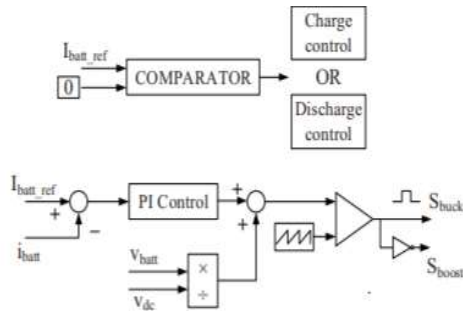 Charge
control
I_batt_ref
0
COMPARATOR
OR
Discharge
control
I_batt_ref
+
−
i_batt
PI Control
+
+
v_batt
v_dc
×
÷
S_buck
S_boost